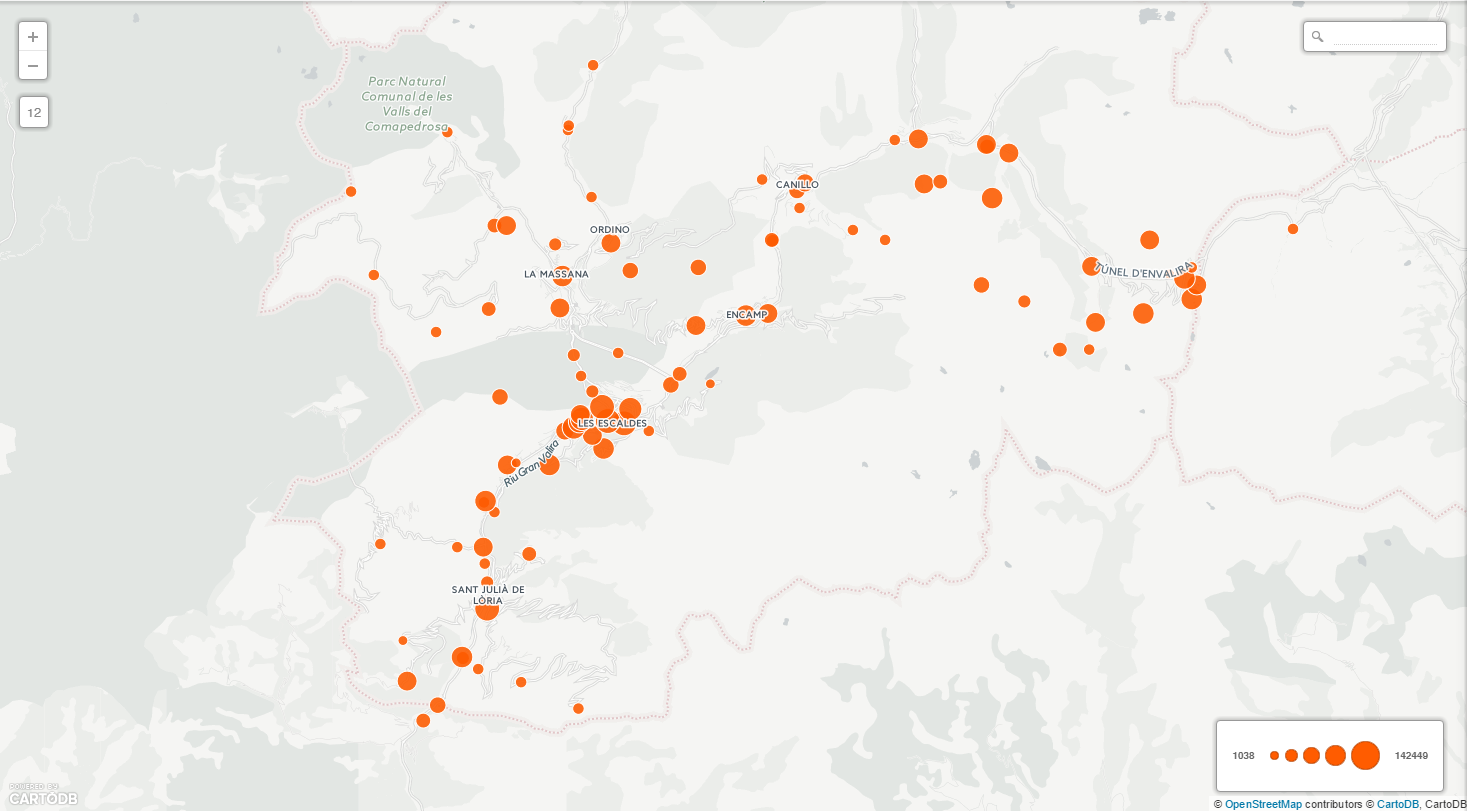 +
−
12
Parc Natural
Comunal de les
Valls del
Comapedrosa
CANILLO
ORDINO
LA MASSANA
TÚNEL D'ENVALIRA
ENCAMP
LES ESCALDES
Riu Gran Valira
SANT JULIÀ DE
LÒRIA
1038
142449
POWERED BY
CARTODB
© OpenStreetMap contributors © CartoDB, CartoDB